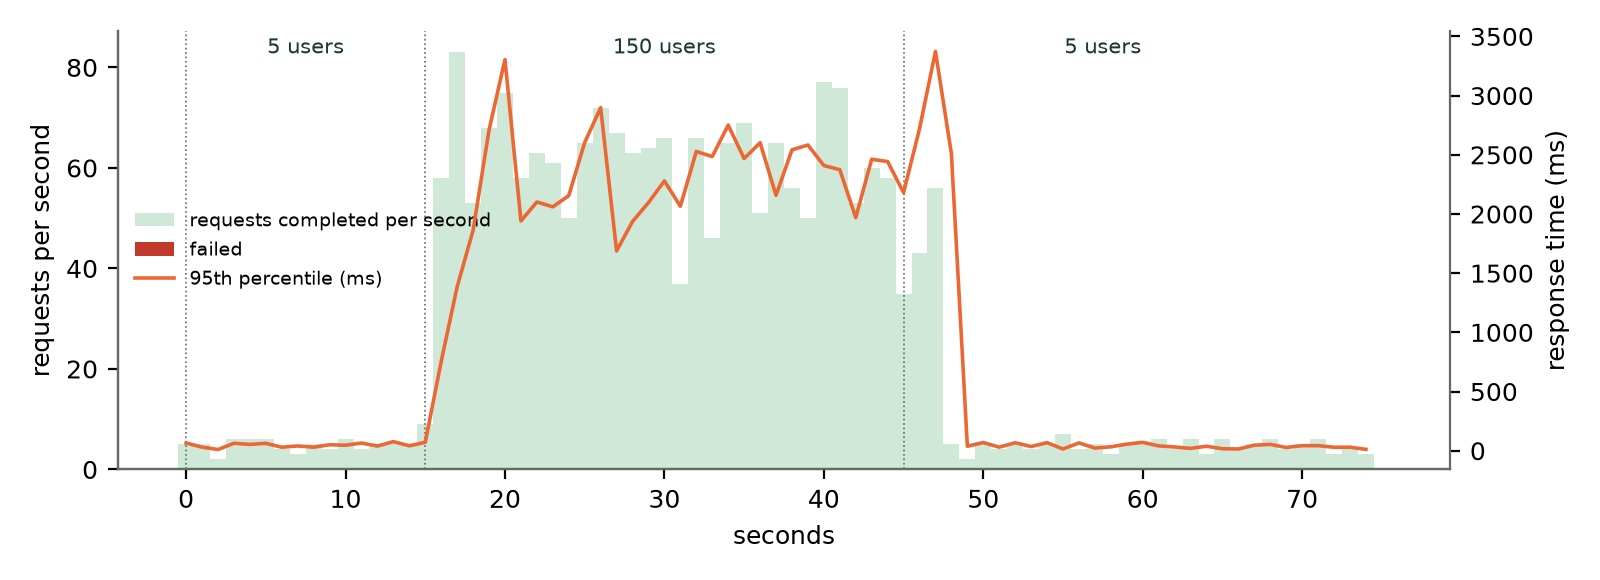 5 users
150 users
5 users
requests per second
80
60
40
20
0
requests completed per second
failed
95th percentile (ms)
3500
3000
2500
2000
1500
1000
500
0
response time (ms)
0
10
20
30
40
50
60
70
seconds